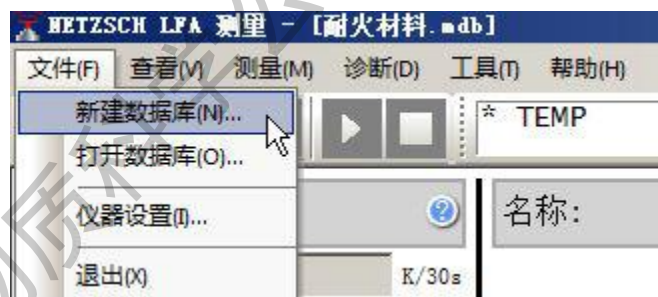 NETZSCH LFA 测量 - [耐火材料.mdb]
文件(F) 查看(V) 测量(M) 诊断(D) 工具(T) 帮助(H)
新建数据库(N)...
* TEMP
打开数据库(O)...
仪器设置(I)...
名称:
退出(X)
K/30s